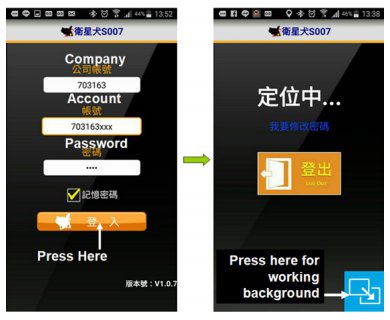 44% 13:52
衛星犬S007
Company
公司帳號
703163
Account
帳號
703163xxx
Password
密碼
....
記憶密碼
登 入
Press Here
版本號：V1.0.7
46% 13:38
衛星犬S007
定位中...
我要修改密碼
登出
Log Out
Press here for
working
background